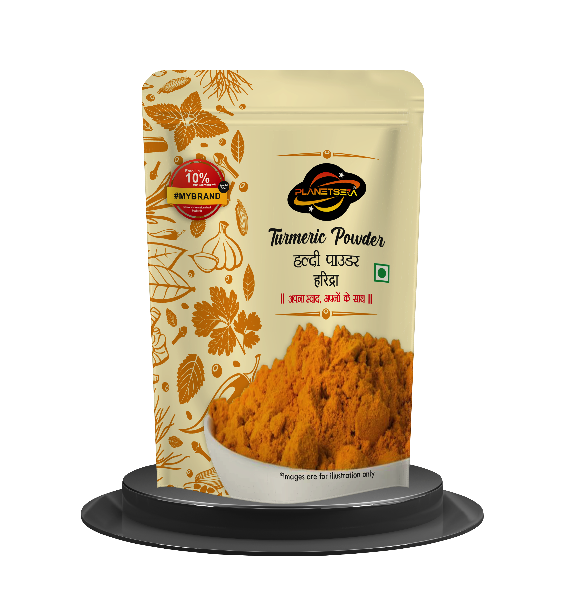 PLANETSERA
10%
#MYBRAND
Turmeric Powder
हल्दी पाउडर
हरिद्रा
|| अपना स्वाद, अपनों के साथ ||
*Images are for illustration only